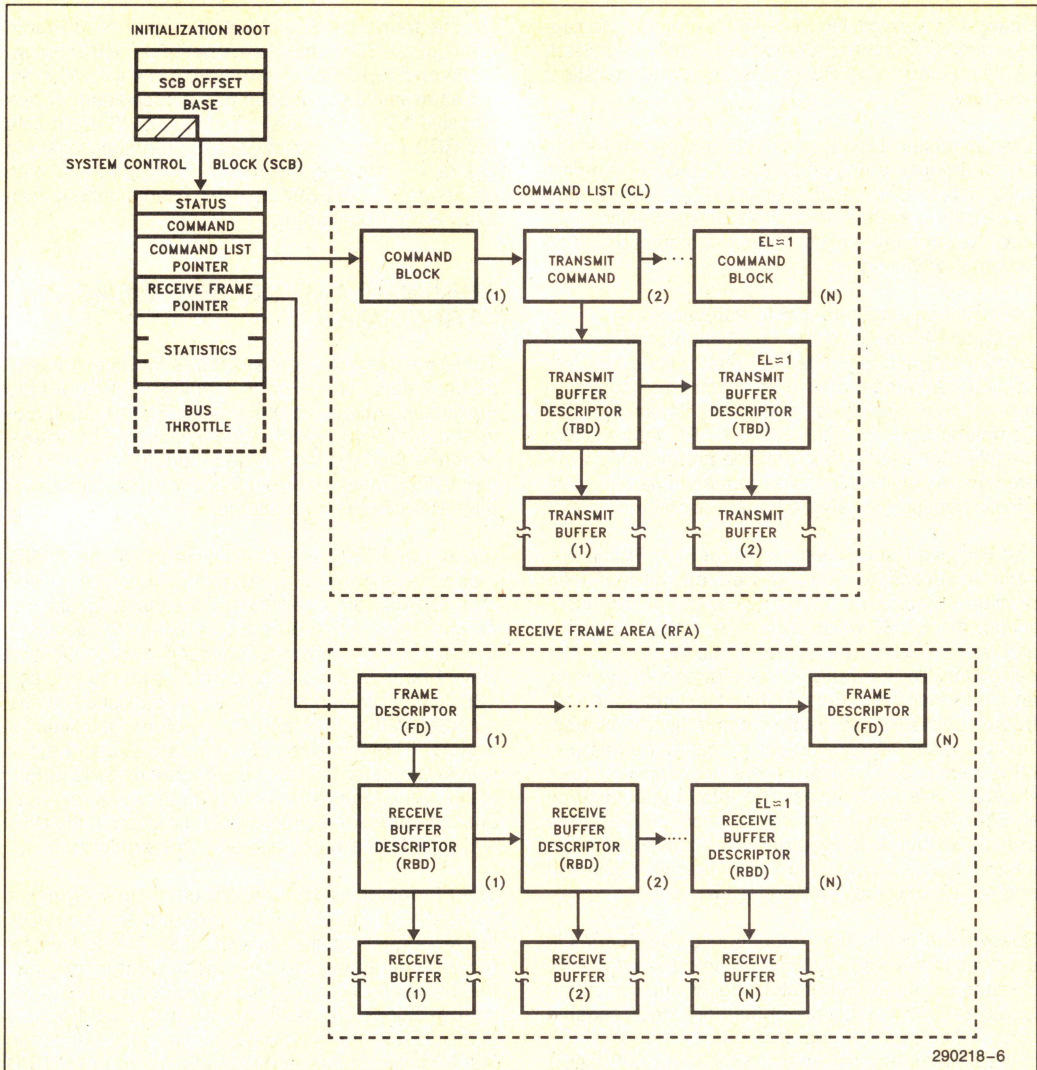 INITIALIZATION ROOT
SCB OFFSET
BASE
SYSTEM CONTROL BLOCK (SCB)
STATUS
COMMAND
COMMAND LIST
POINTER
RECEIVE FRAME
POINTER
STATISTICS
BUS
THROTTLE
COMMAND LIST (CL)
COMMAND
BLOCK
(1)
TRANSMIT
COMMAND
(2)
EL≈1
COMMAND
BLOCK
(N)
TRANSMIT
BUFFER
DESCRIPTOR
(TBD)
EL≈1
TRANSMIT
BUFFER
DESCRIPTOR
(TBD)
TRANSMIT
BUFFER
(1)
TRANSMIT
BUFFER
(2)
RECEIVE FRAME AREA (RFA)
FRAME
DESCRIPTOR
(FD)
(1)
FRAME
DESCRIPTOR
(FD)
(N)
RECEIVE
BUFFER
DESCRIPTOR
(RBD)
(1)
RECEIVE
BUFFER
DESCRIPTOR
(RBD)
(2)
EL≈1
RECEIVE
BUFFER
DESCRIPTOR
(RBD)
(N)
RECEIVE
BUFFER
(1)
RECEIVE
BUFFER
(2)
RECEIVE
BUFFER
(N)
290218-6